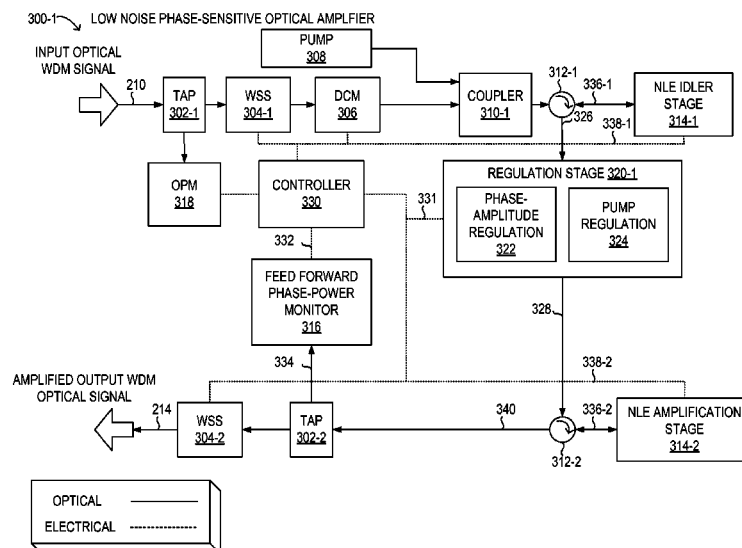 300-1
LOW NOISE PHASE-SENSITIVE OPTICAL AMPLFIER
INPUT OPTICAL
WDM SIGNAL
210
PUMP
308
TAP
302-1
WSS
304-1
DCM
306
COUPLER
310-1
312-1
336-1
326
NLE IDLER
STAGE
314-1
338-1
OPM
318
CONTROLLER
330
331
REGULATION STAGE 320-1
PHASE-
AMPLITUDE
REGULATION
322
PUMP
REGULATION
324
332
FEED FORWARD
PHASE-POWER
MONITOR
316
328
334
AMPLIFIED OUTPUT WDM
OPTICAL SIGNAL
214
338-2
WSS
304-2
TAP
302-2
340
336-2
312-2
NLE AMPLIFICATION
STAGE
314-2
OPTICAL
ELECTRICAL